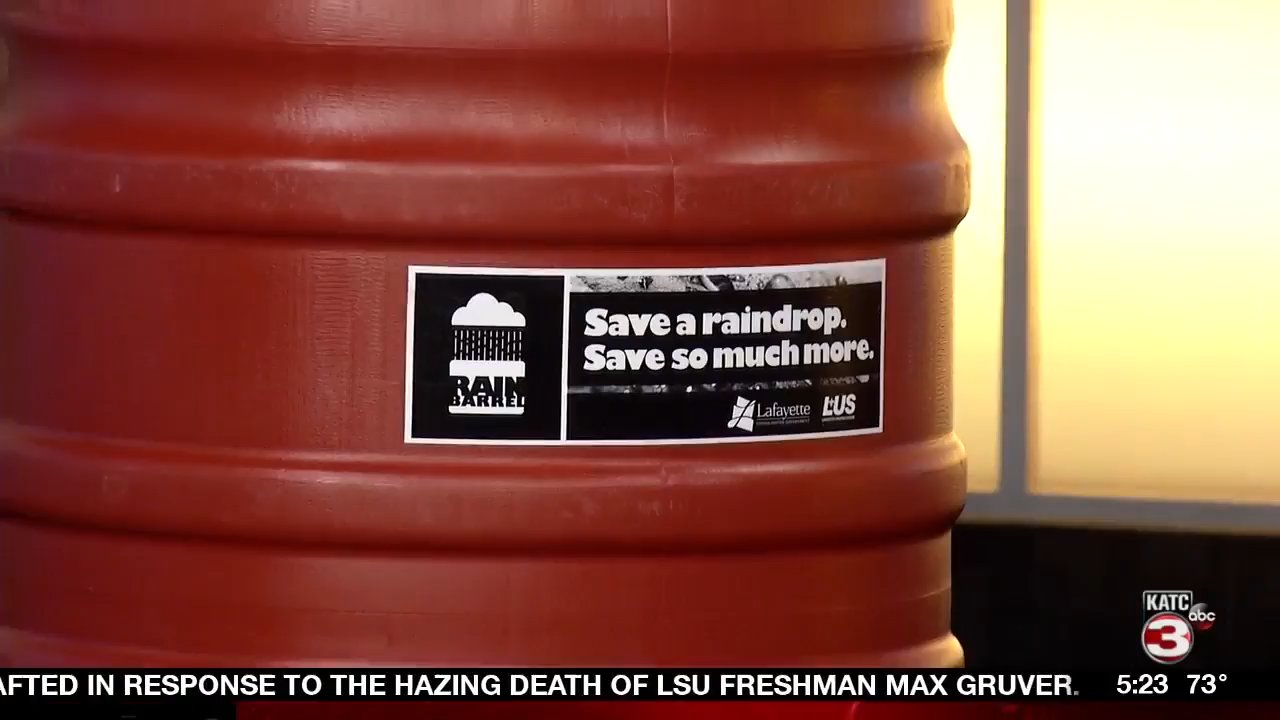 RAIN
BARREL
Save a raindrop.
Save so much more.
Lafayette
LUS
KATC
abc
3
AFTED IN RESPONSE TO THE HAZING DEATH OF LSU FRESHMAN MAX GRUVER.
5:23 73°